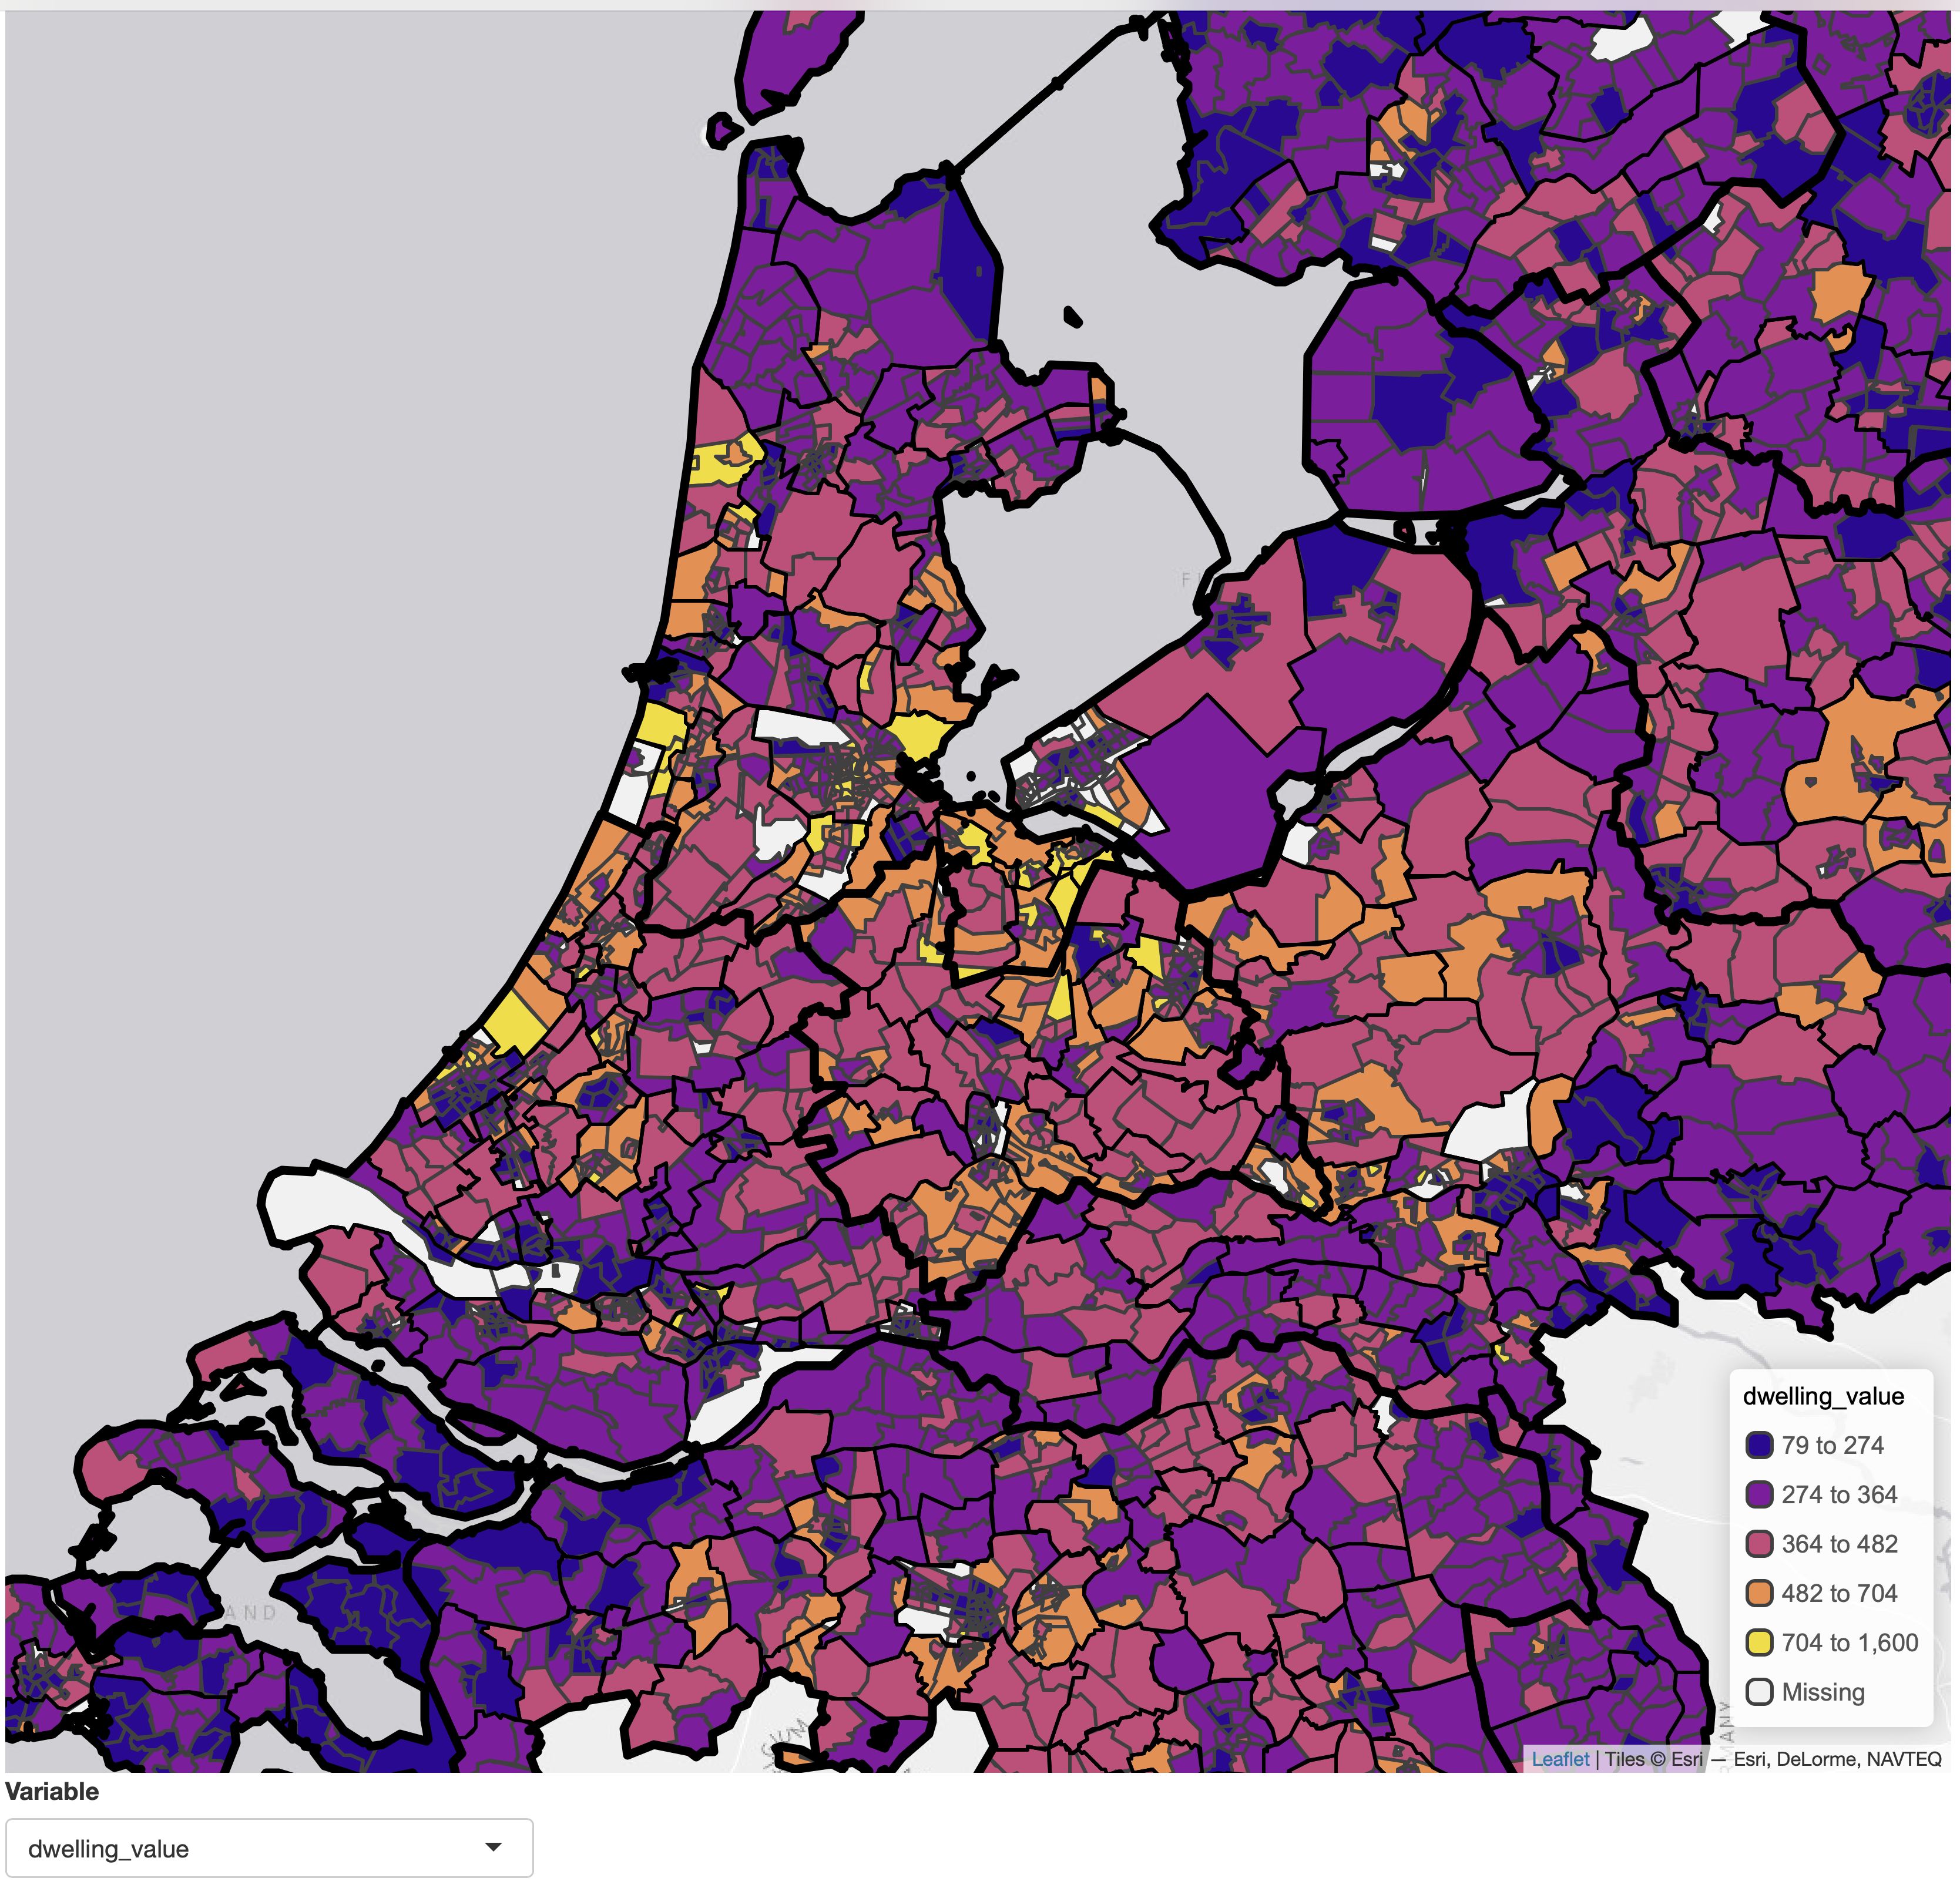 AND
dwelling_value
79 to 274
274 to 364
364 to 482
482 to 704
704 to 1,600
Missing
Leaflet | Tiles © Esri — Esri, DeLorme, NAVTEQ
Variable
dwelling_value